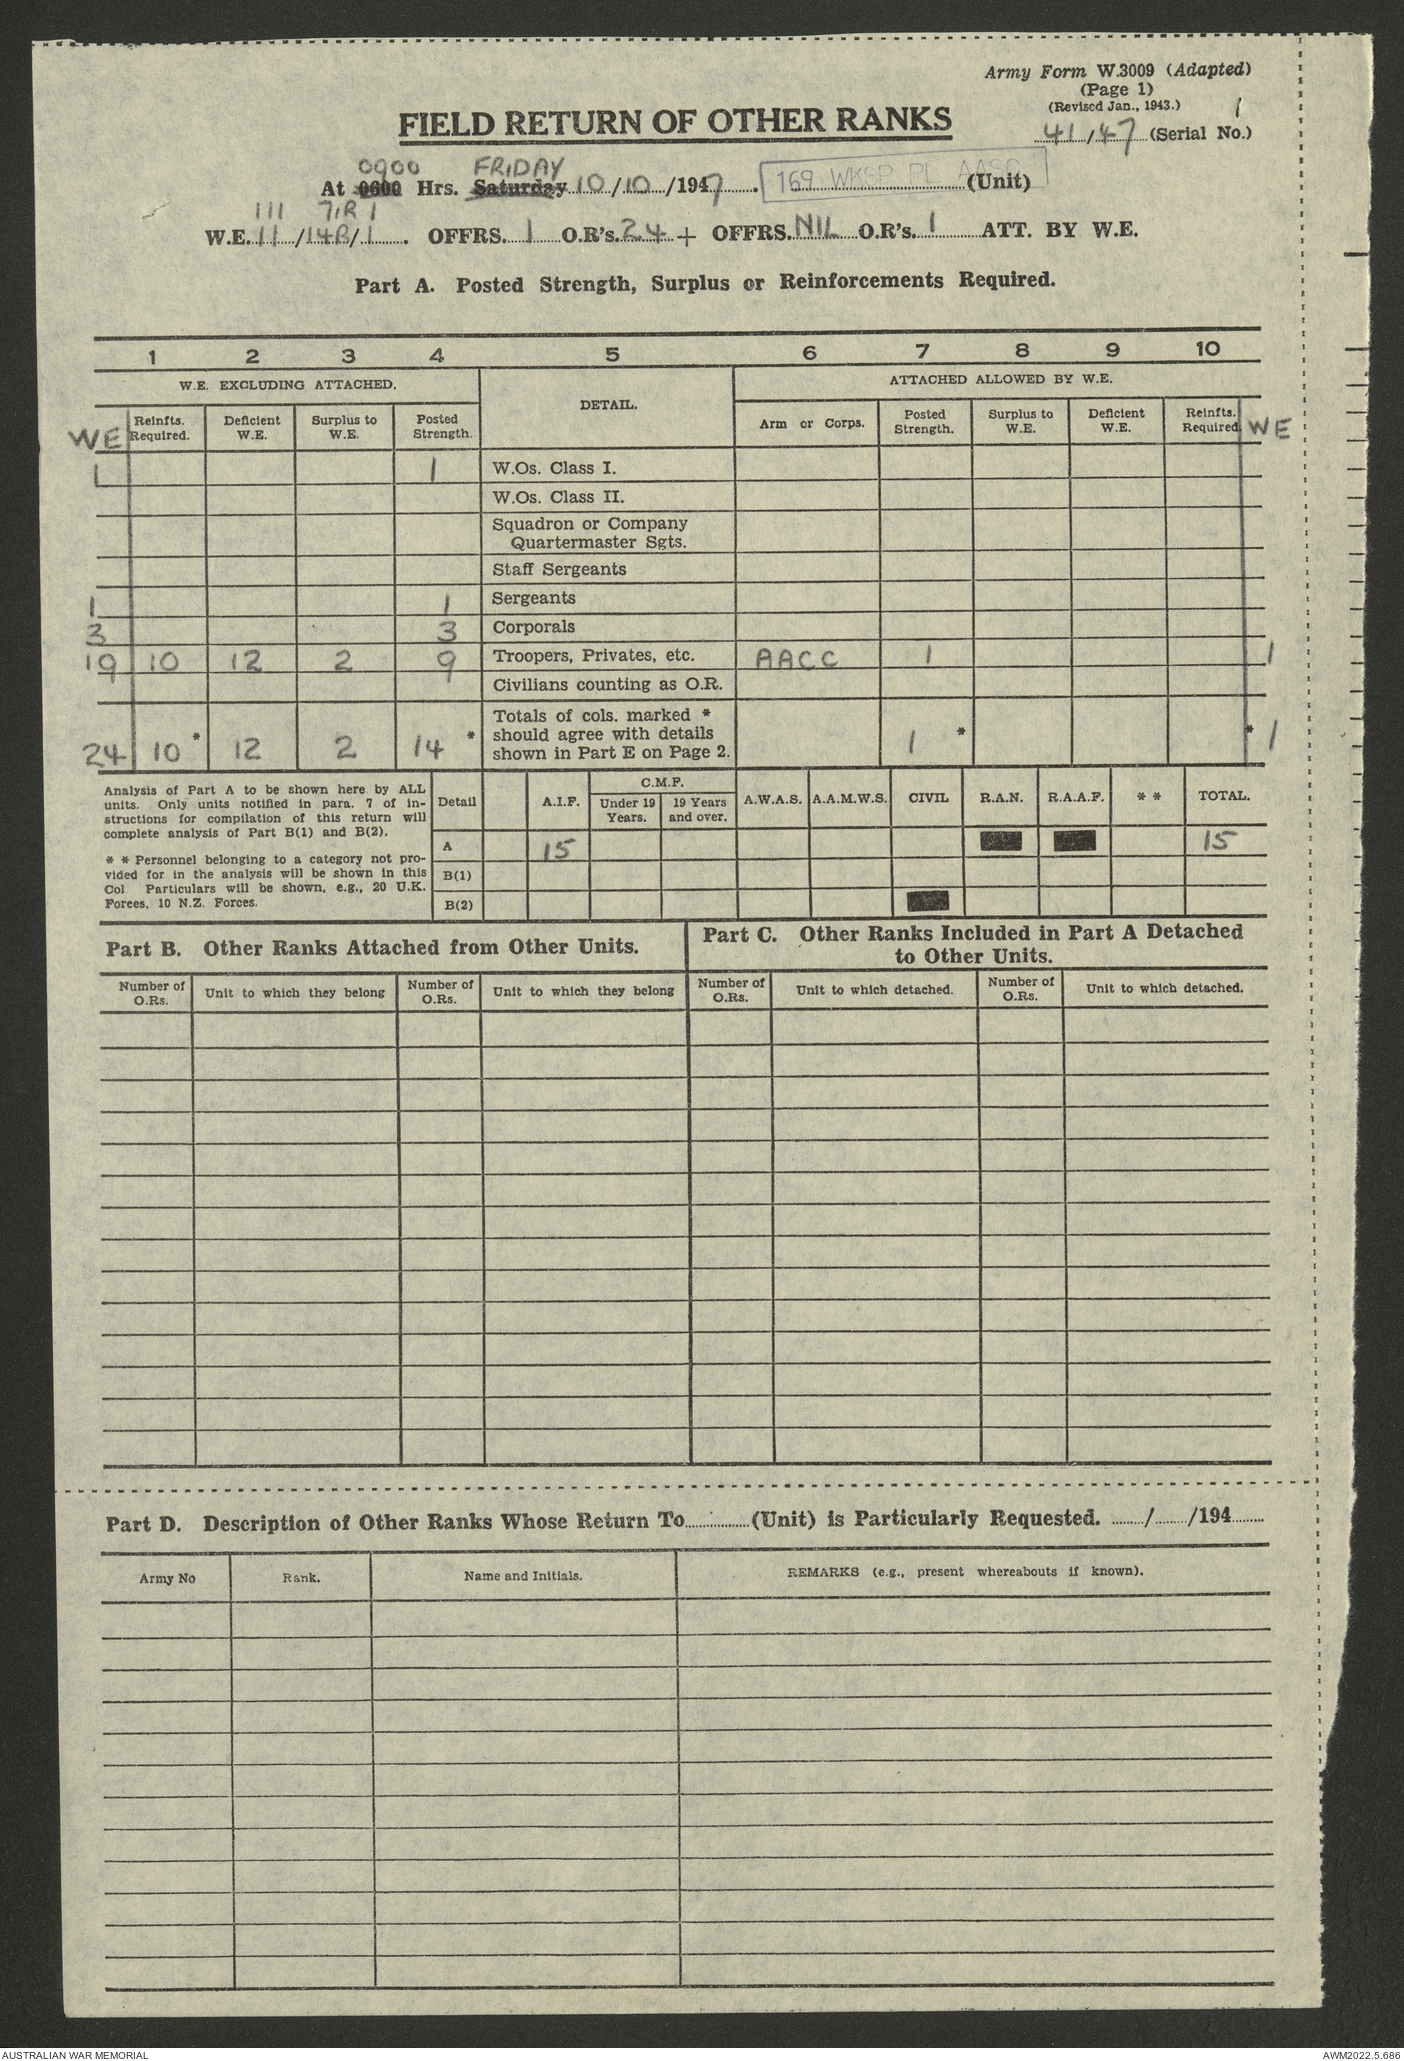 Army Form W.3009 (Adapted)
(Page 1)
(Revised Jan., 1943.) 1
41/47 (Serial No.)
FIELD RETURN OF OTHER RANKS
0900 FRIDAY
At 0600 Hrs. Saturday 10/10/1947. 169 WKSP PL AASC (Unit)
111 7,R 1
W.E. 11/14B/1. OFFRS. 1 O.R's. 24 + OFFRS. NIL O.R's. 1 ATT. BY W.E.
Part A. Posted Strength, Surplus or Reinforcements Required.
1 2 3 4 5 6 7 8 9 10
W.E. EXCLUDING ATTACHED. DETAIL. ATTACHED ALLOWED BY W.E.
WE Reinfts. Required. Deficient W.E. Surplus to W.E. Posted Strength. Arm or Corps. Posted Strength. Surplus to W.E. Deficient W.E. Reinfts. Required. WE
1 1 W.Os. Class I.
W.Os. Class II.
Squadron or Company
Quartermaster Sgts.
Staff Sergeants
1 1 Sergeants
3 3 Corporals
19 10 12 2 9 Troopers, Privates, etc. AACC 1 1
Civilians counting as O.R.
Totals of cols. marked *
should agree with details
shown in Part E on Page 2.
24 10 * 12 2 14 * 1 * * 1
Analysis of Part A to be shown here by ALL
units. Only units notified in para. 7 of in-
structions for compilation of this return will
complete analysis of Part B(1) and B(2).
* * Personnel belonging to a category not pro-
vided for in the analysis will be shown in this
Col. Particulars will be shown, e.g., 20 U.K.
Forces, 10 N.Z. Forces.
Detail A.I.F. C.M.F. Under 19 Years. 19 Years and over. A.W.A.S. A.A.M.W.S. CIVIL R.A.N. R.A.A.F. * * TOTAL.
A 15 15
B(1)
B(2)
Part B. Other Ranks Attached from Other Units.
Part C. Other Ranks Included in Part A Detached
to Other Units.
Number of O.Rs. Unit to which they belong Number of O.Rs. Unit to which they belong Number of O.Rs. Unit to which detached. Number of O.Rs. Unit to which detached.
Part D. Description of Other Ranks Whose Return To............(Unit) is Particularly Requested. ......./......./194.......
Army No Rank. Name and Initials. REMARKS (e.g., present whereabouts if known).
AUSTRALIAN WAR MEMORIAL AWM2022.5.686